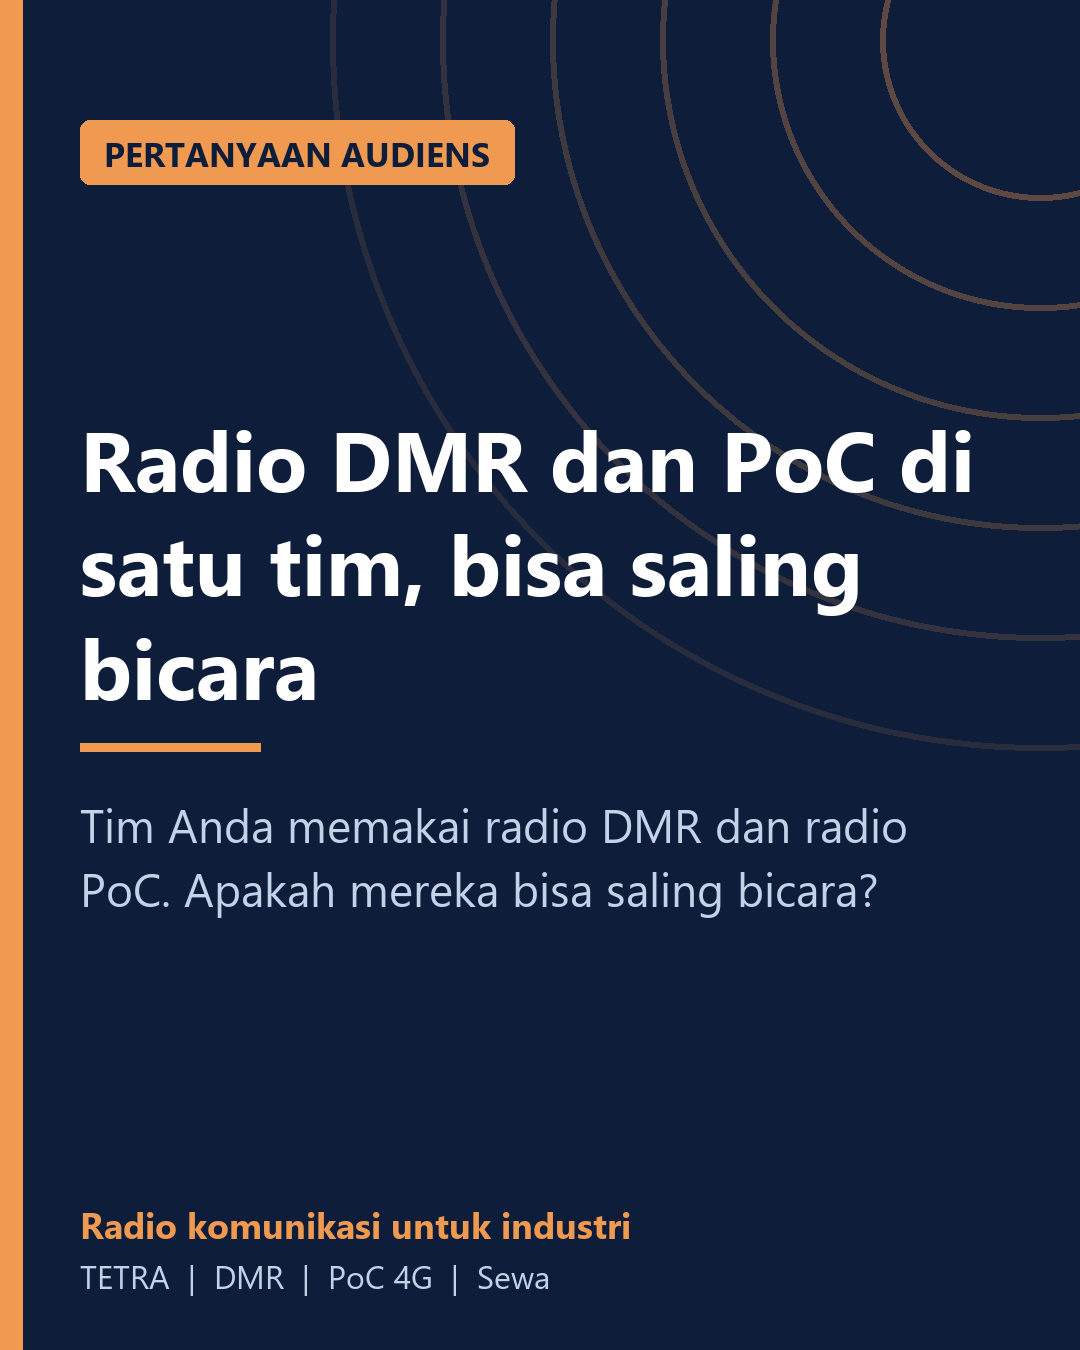 PERTANYAAN AUDIENS
Radio DMR dan PoC di
satu tim, bisa saling
bicara
Tim Anda memakai radio DMR dan radio
PoC. Apakah mereka bisa saling bicara?
Radio komunikasi untuk industri
TETRA | DMR | PoC 4G | Sewa